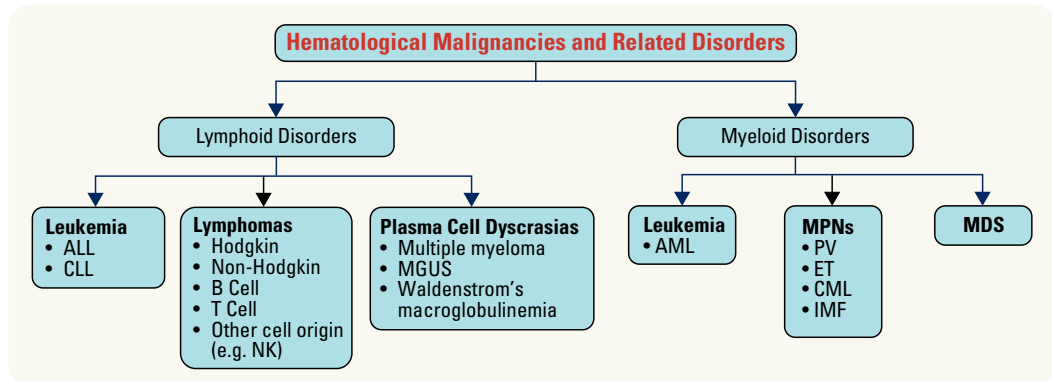 Hematological Malignancies and Related Disorders
Lymphoid Disorders
Myeloid Disorders
Leukemia
• ALL
• CLL
Lymphomas
• Hodgkin
• Non-Hodgkin
• B Cell
• T Cell
• Other cell origin
(e.g. NK)
Plasma Cell Dyscrasias
• Multiple myeloma
• MGUS
• Waldenstrom's
macroglobulinemia
Leukemia
• AML
MPNs
• PV
• ET
• CML
• IMF
MDS